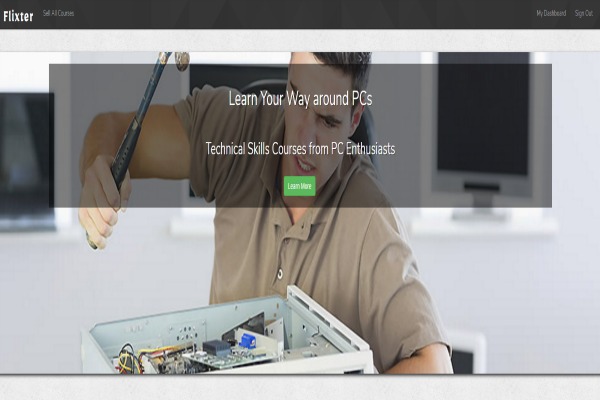 Flixter
Sell All Courses
My Dashboard
Sign Out
Learn Your Way around PCs
Technical Skills Courses from PC Enthusiasts
Learn More